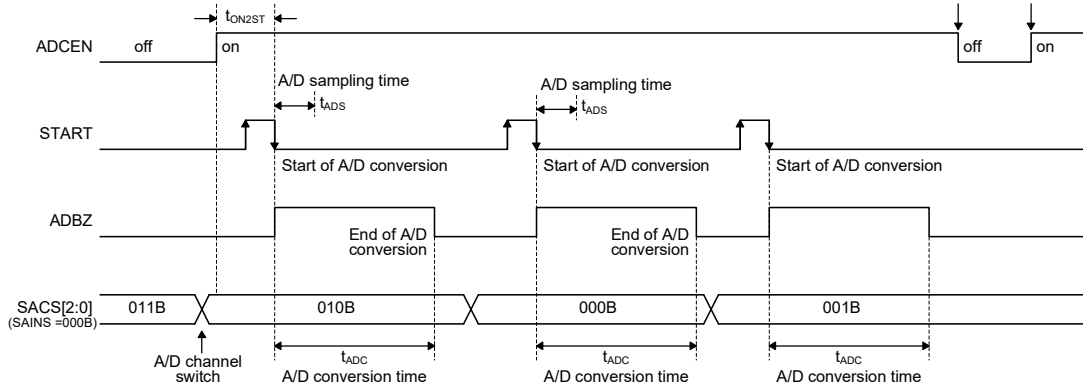 tON2ST
ADCEN
off
on
off
on
A/D sampling time
tADS
A/D sampling time
tADS
START
Start of A/D conversion
Start of A/D conversion
Start of A/D conversion
ADBZ
End of A/D
conversion
End of A/D
conversion
SACS[2:0]
(SAINS =000B)
011B
010B
000B
001B
A/D channel
switch
tADC
A/D conversion time
tADC
A/D conversion time
tADC
A/D conversion time